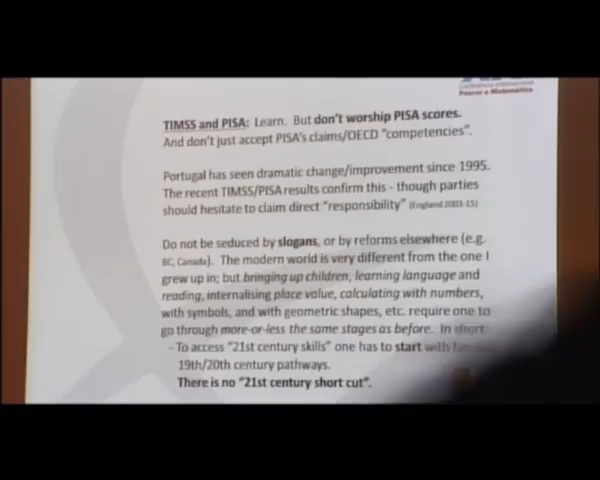 Conferência Internacional
Pensar a Matemática
TIMSS and PISA: Learn. But don't worship PISA scores.
And don't just accept PISA's claims/OECD "competencies".
Portugal has seen dramatic change/improvement since 1995.
The recent TIMSS/PISA results confirm this - though parties
should hesitate to claim direct "responsibility" (England 2003-15)
Do not be seduced by slogans, or by reforms elsewhere (e.g.
BC, Canada). The modern world is very different from the one I
grew up in; but bringing up children, learning language and
reading, internalising place value, calculating with numbers,
with symbols, and with geometric shapes, etc. require one to
go through more-or-less the same stages as before. In short:
- To access "21st century skills" one has to start with
19th/20th century pathways.
There is no "21st century short cut".